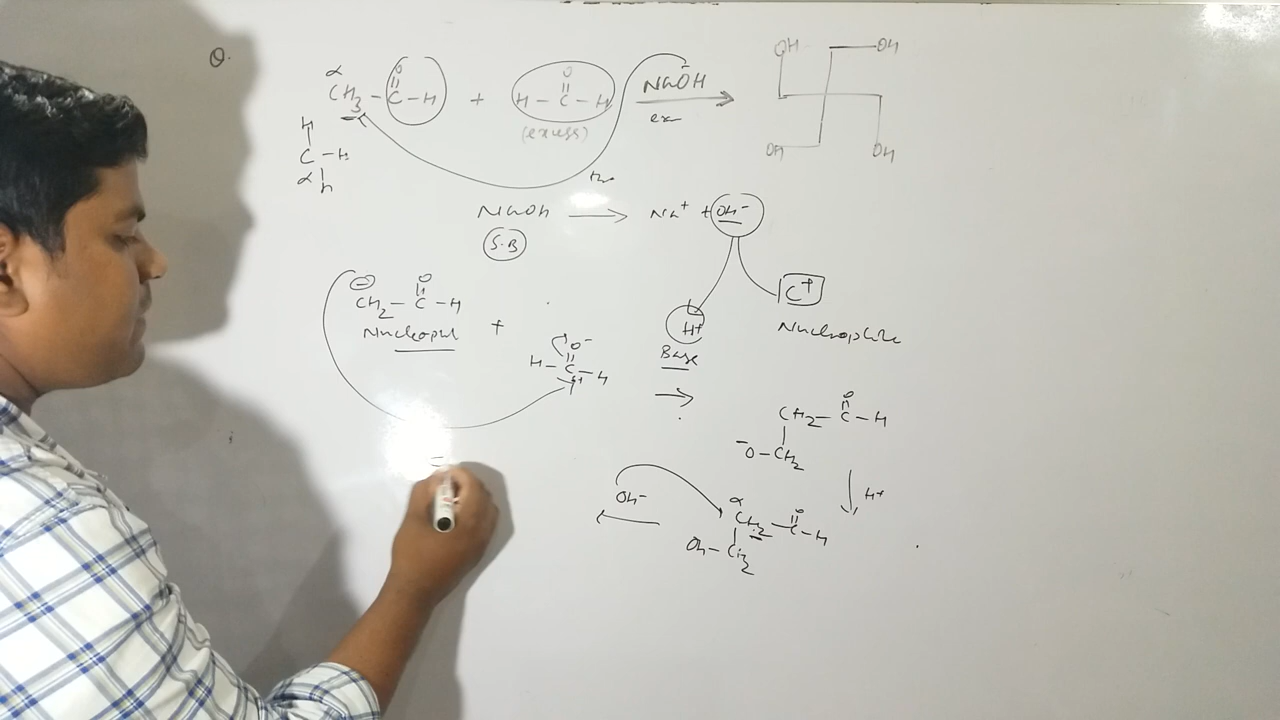 Q.
α
CH3 – C(=O) – H + H – C(=O) – H NaOH
(excess) ex
OH OH
OH OH
H
C – H
α H
NaOH → Na+ + OH-
S.B
C+
Nucleophile
H+
Base
⊖
CH2 – C(=O) – H
Nucleophil +
O-
H – C – H
→
CH2 – C(=O) – H
-O – CH2
H+
OH-
α
CH2 – C(=O) – H
OH – CH2